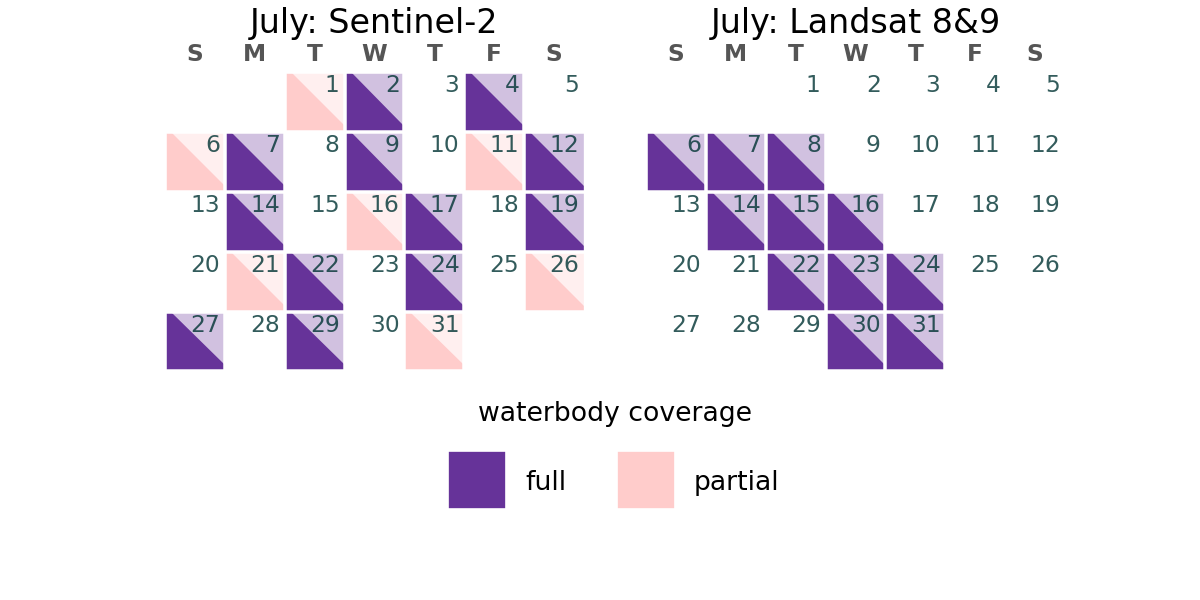 July: Sentinel-2
S M T W T F S
1 2 3 4 5
6 7 8 9 10 11 12
13 14 15 16 17 18 19
20 21 22 23 24 25 26
27 28 29 30 31
July: Landsat 8&9
S M T W T F S
1 2 3 4 5
6 7 8 9 10 11 12
13 14 15 16 17 18 19
20 21 22 23 24 25 26
27 28 29 30 31
waterbody coverage
full partial